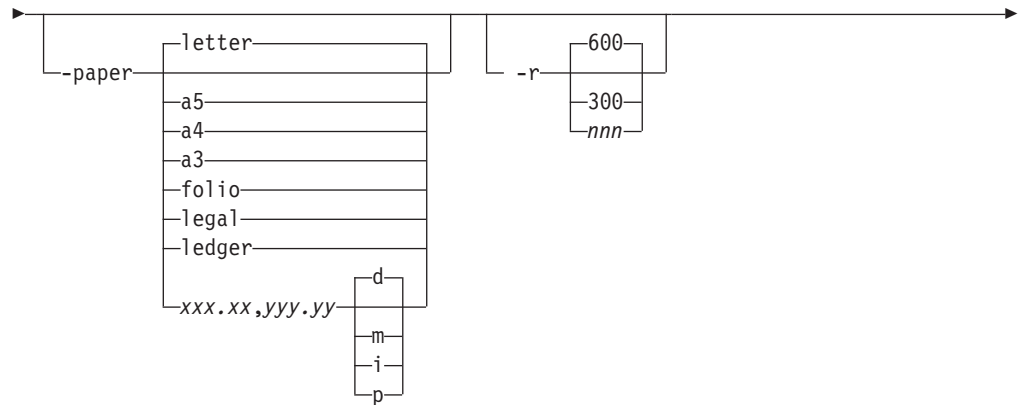 letter 600
-paper -r
a5 300
a4 nnn
a3
folio
legal
ledger
d
xxx.xx,yyy.yy
m
i
p